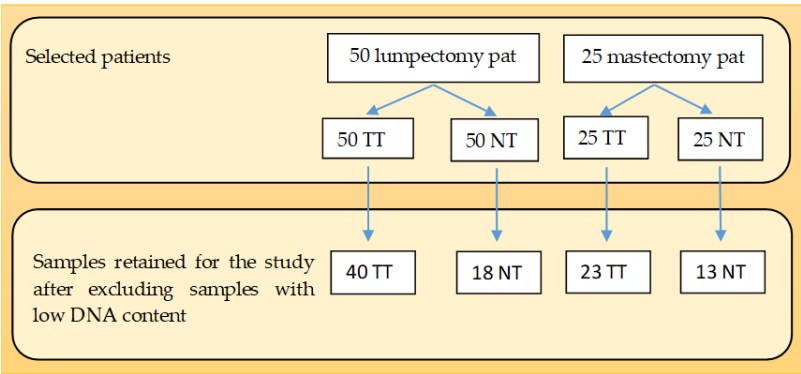 Selected patients
50 lumpectomy pat
25 mastectomy pat
50 TT
50 NT
25 TT
25 NT
Samples retained for the study
after excluding samples with
low DNA content
40 TT
18 NT
23 TT
13 NT